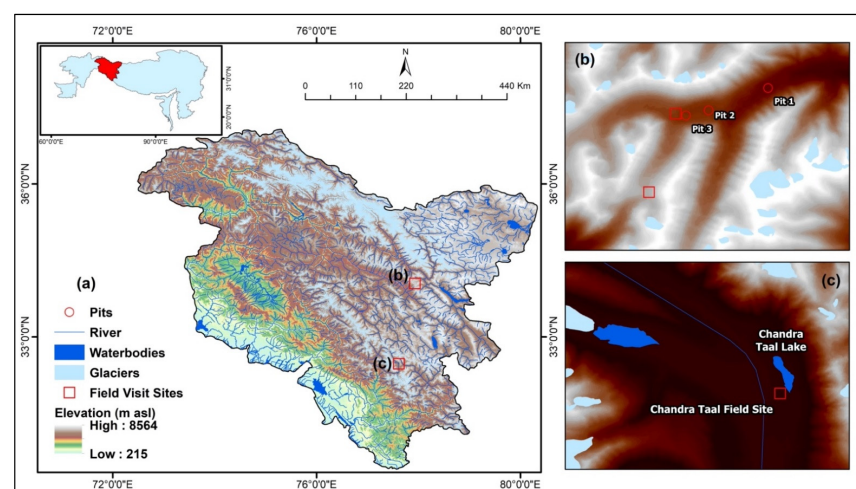 72°0'0"E
76°0'0"E
80°0'0"E
31°0'0"N
20°0'0"N
60°0'0"E
90°0'0"E
N
0
110
220
440 Km
36°0'0"N
33°0'0"N
36°0'0"N
33°0'0"N
(b)
(c)
(a)
Pits
River
Waterbodies
Glaciers
Field Visit Sites
Elevation (m asl)
High : 8564
Low : 215
72°0'0"E
76°0'0"E
80°0'0"E
(b)
Pit 1
Pit 2
Pit 3
(c)
Chandra
Taal Lake
Chandra Taal Field Site